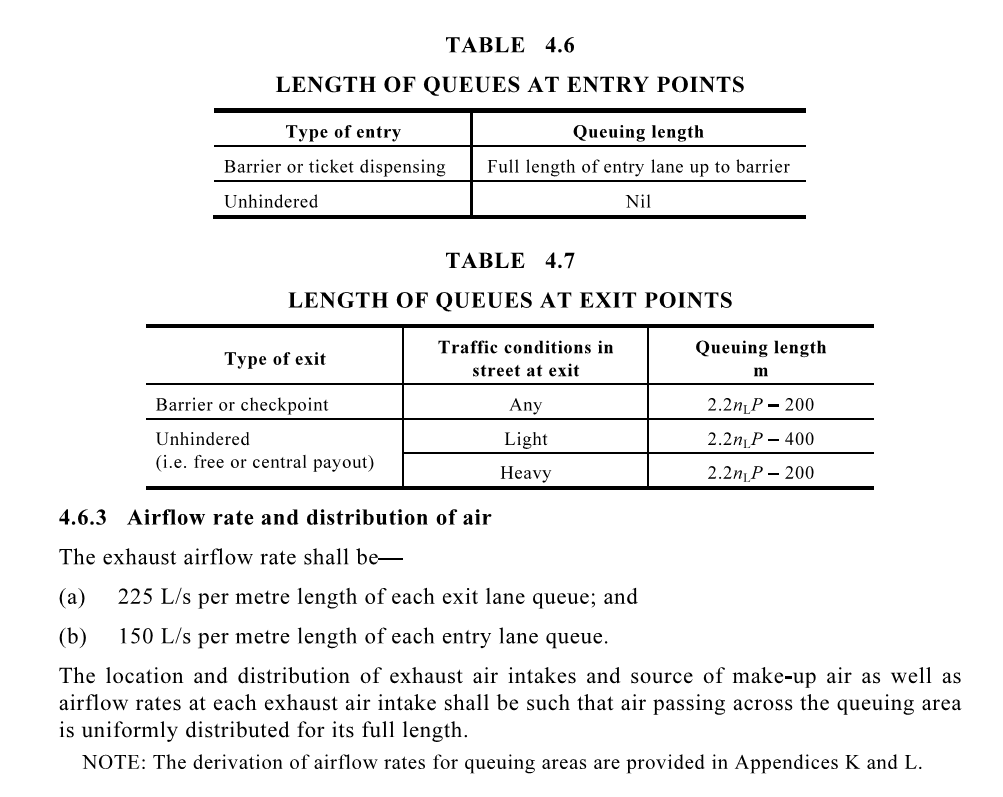 TABLE 4.6
LENGTH OF QUEUES AT ENTRY POINTS
Type of entry Queuing length
Barrier or ticket dispensing Full length of entry lane up to barrier
Unhindered Nil
TABLE 4.7
LENGTH OF QUEUES AT EXIT POINTS
Type of exit Traffic conditions in street at exit Queuing length m
Barrier or checkpoint Any 2.2nLP – 200
Unhindered (i.e. free or central payout) Light 2.2nLP – 400
Heavy 2.2nLP – 200
4.6.3 Airflow rate and distribution of air
The exhaust airflow rate shall be—
(a) 225 L/s per metre length of each exit lane queue; and
(b) 150 L/s per metre length of each entry lane queue.
The location and distribution of exhaust air intakes and source of make-up air as well as
airflow rates at each exhaust air intake shall be such that air passing across the queuing area
is uniformly distributed for its full length.
NOTE: The derivation of airflow rates for queuing areas are provided in Appendices K and L.